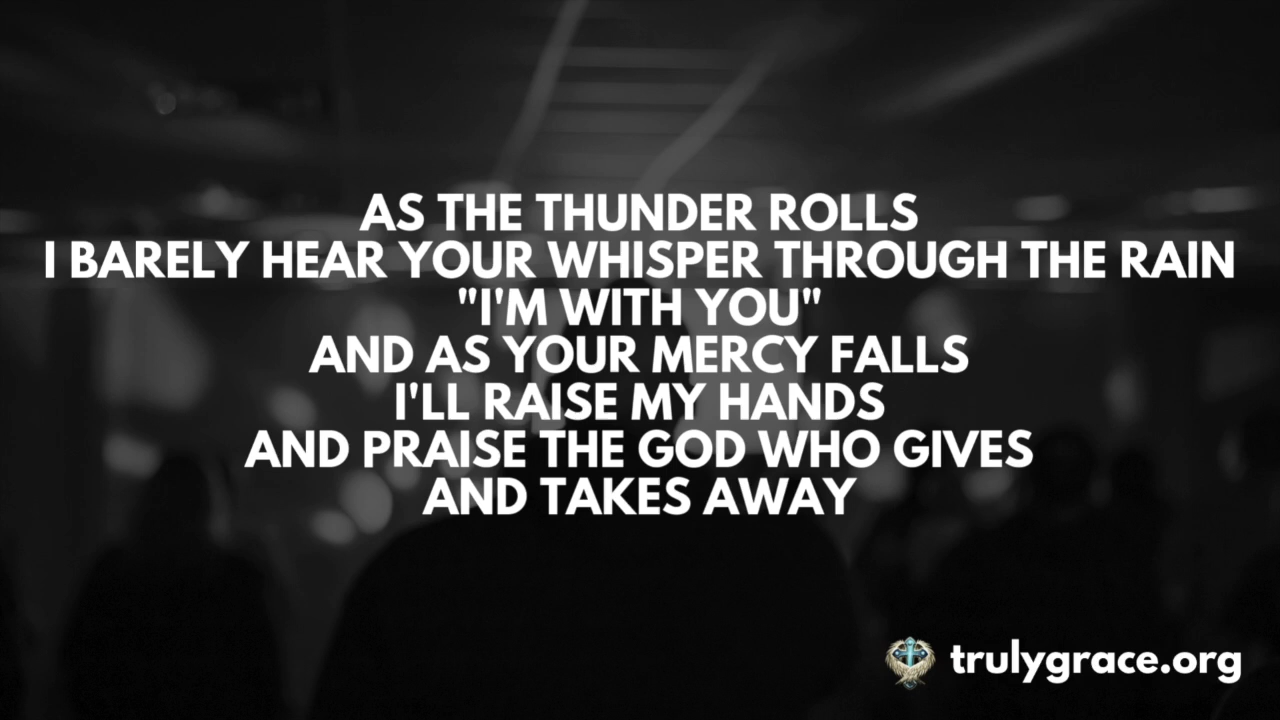 AS THE THUNDER ROLLS
I BARELY HEAR YOUR WHISPER THROUGH THE RAIN
"I'M WITH YOU"
AND AS YOUR MERCY FALLS
I'LL RAISE MY HANDS
AND PRAISE THE GOD WHO GIVES
AND TAKES AWAY
trulygrace.org